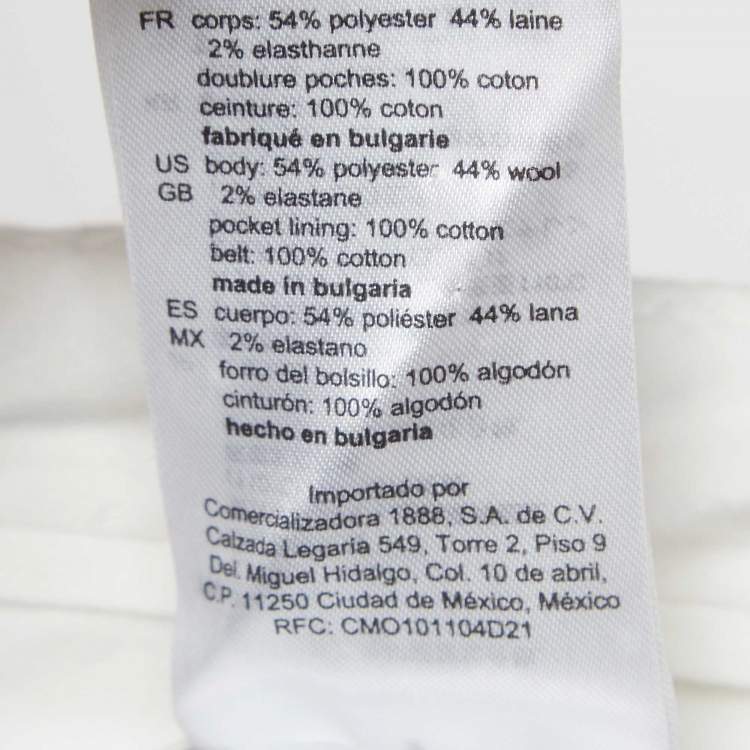 FR corps: 54% polyester 44% laine
2% elasthanne
doublure poches: 100% coton
ceinture: 100% coton
fabriqué en bulgarie
US body: 54% polyester 44% wool
GB 2% elastane
pocket lining: 100% cotton
belt: 100% cotton
made in bulgaria
ES cuerpo: 54% poliéster 44% lana
MX 2% elastano
forro del bolsillo: 100% algodón
cinturón: 100% algodón
hecho en bulgaria
Importado por
Comercializadora 1888, S.A. de C.V.
Calzada Legaria 549, Torre 2, Piso 9
Del. Miguel Hidalgo, Col. 10 de abril,
C.P. 11250 Ciudad de México, México
RFC: CMO101104D21